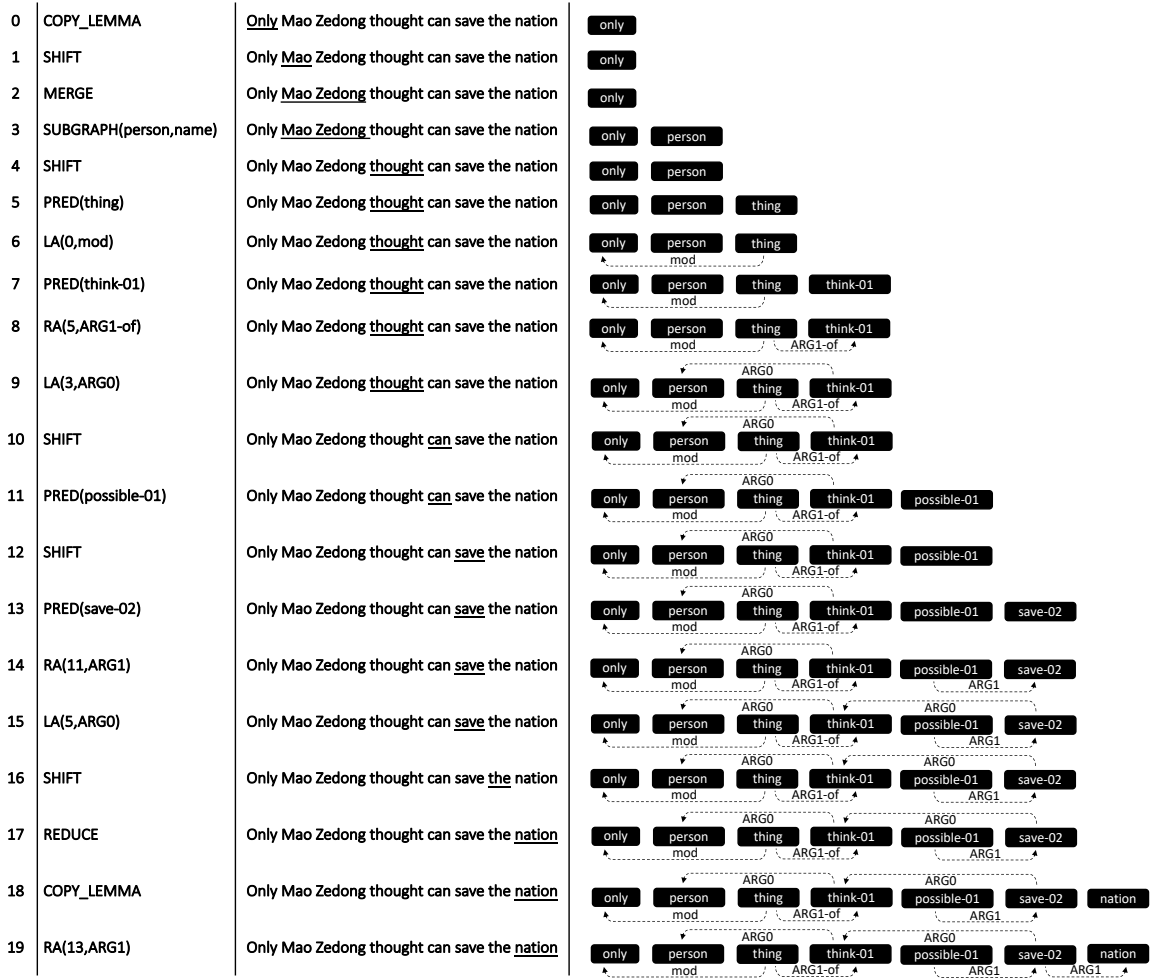 0 COPY_LEMMA Only Mao Zedong thought can save the nation only
1 SHIFT Only Mao Zedong thought can save the nation only
2 MERGE Only Mao Zedong thought can save the nation only
3 SUBGRAPH(person,name) Only Mao Zedong thought can save the nation only person
4 SHIFT Only Mao Zedong thought can save the nation only person
5 PRED(thing) Only Mao Zedong thought can save the nation only person thing
6 LA(0,mod) Only Mao Zedong thought can save the nation only person thing
mod
7 PRED(think-01) Only Mao Zedong thought can save the nation only person thing think-01
mod
8 RA(5,ARG1-of) Only Mao Zedong thought can save the nation only person thing think-01
mod ARG1-of
ARG0
9 LA(3,ARG0) Only Mao Zedong thought can save the nation only person thing think-01
mod ARG1-of
ARG0
10 SHIFT Only Mao Zedong thought can save the nation only person thing think-01
mod ARG1-of
ARG0
11 PRED(possible-01) Only Mao Zedong thought can save the nation only person thing think-01 possible-01
mod ARG1-of
ARG0
12 SHIFT Only Mao Zedong thought can save the nation only person thing think-01 possible-01
mod ARG1-of
ARG0
13 PRED(save-02) Only Mao Zedong thought can save the nation only person thing think-01 possible-01 save-02
mod ARG1-of
ARG0
14 RA(11,ARG1) Only Mao Zedong thought can save the nation only person thing think-01 possible-01 save-02
mod ARG1-of ARG1
ARG0 ARG0
15 LA(5,ARG0) Only Mao Zedong thought can save the nation only person thing think-01 possible-01 save-02
mod ARG1-of ARG1
ARG0 ARG0
16 SHIFT Only Mao Zedong thought can save the nation only person thing think-01 possible-01 save-02
mod ARG1-of ARG1
ARG0 ARG0
17 REDUCE Only Mao Zedong thought can save the nation only person thing think-01 possible-01 save-02
mod ARG1-of ARG1
ARG0 ARG0
18 COPY_LEMMA Only Mao Zedong thought can save the nation only person thing think-01 possible-01 save-02 nation
mod ARG1-of ARG1
ARG0 ARG0
19 RA(13,ARG1) Only Mao Zedong thought can save the nation only person thing think-01 possible-01 save-02 nation
mod ARG1-of ARG1 ARG1